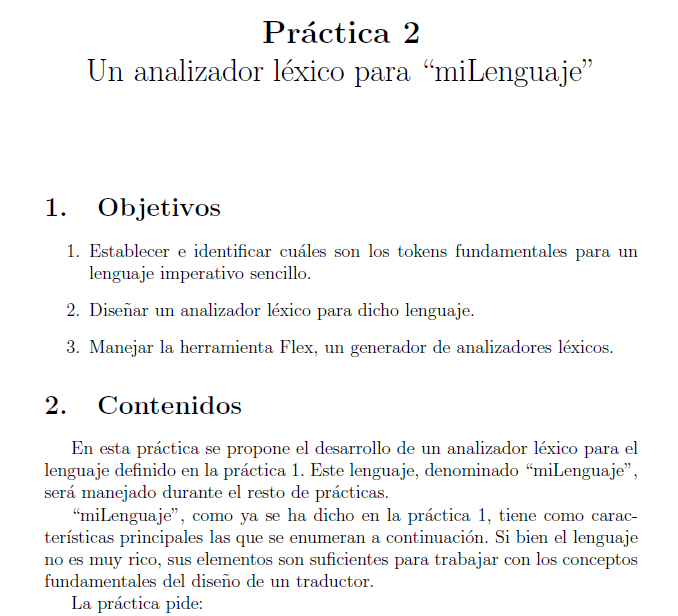 Práctica 2
Un analizador léxico para “miLenguaje”
1. Objetivos
1. Establecer e identificar cuáles son los tokens fundamentales para un
lenguaje imperativo sencillo.
2. Diseñar un analizador léxico para dicho lenguaje.
3. Manejar la herramienta Flex, un generador de analizadores léxicos.
2. Contenidos
En esta práctica se propone el desarrollo de un analizador léxico para el
lenguaje definido en la práctica 1. Este lenguaje, denominado “miLenguaje”,
será manejado durante el resto de prácticas.
“miLenguaje”, como ya se ha dicho en la práctica 1, tiene como carac-
terísticas principales las que se enumeran a continuación. Si bien el lenguaje
no es muy rico, sus elementos son suficientes para trabajar con los conceptos
fundamentales del diseño de un traductor.
La práctica pide: